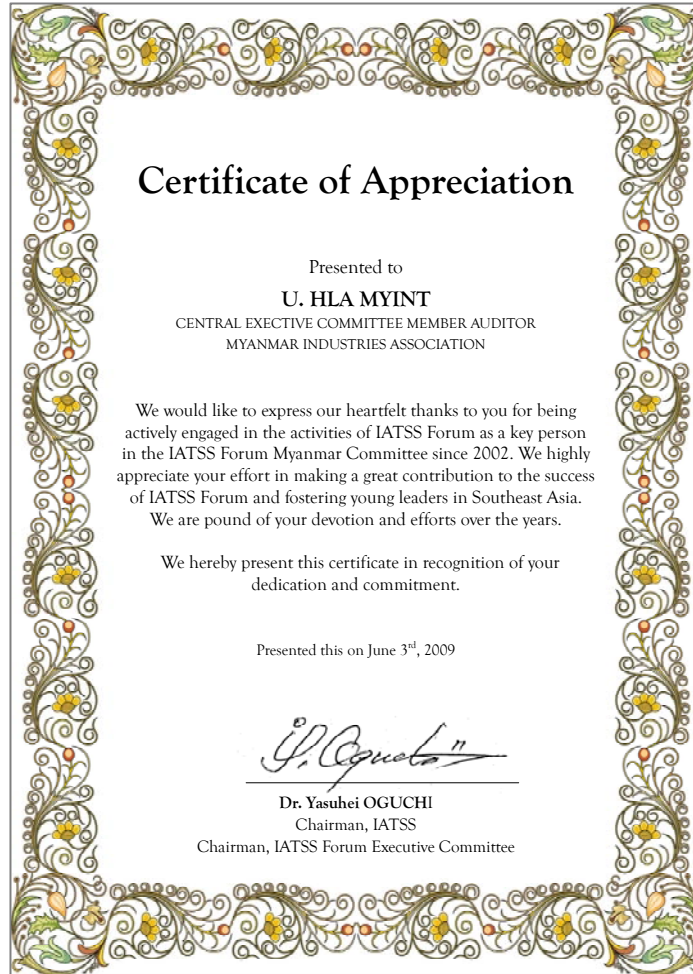 Certificate of Appreciation
Presented to
U. HLA MYINT
CENTRAL EXECTIVE COMMITTEE MEMBER AUDITOR
MYANMAR INDUSTRIES ASSOCIATION
We would like to express our heartfelt thanks to you for being
actively engaged in the activities of IATSS Forum as a key person
in the IATSS Forum Myanmar Committee since 2002. We highly
appreciate your effort in making a great contribution to the success
of IATSS Forum and fostering young leaders in Southeast Asia.
We are pound of your devotion and efforts over the years.
We hereby present this certificate in recognition of your
dedication and commitment.
Presented this on June 3rd, 2009
Dr. Yasuhei OGUCHI
Chairman, IATSS
Chairman, IATSS Forum Executive Committee